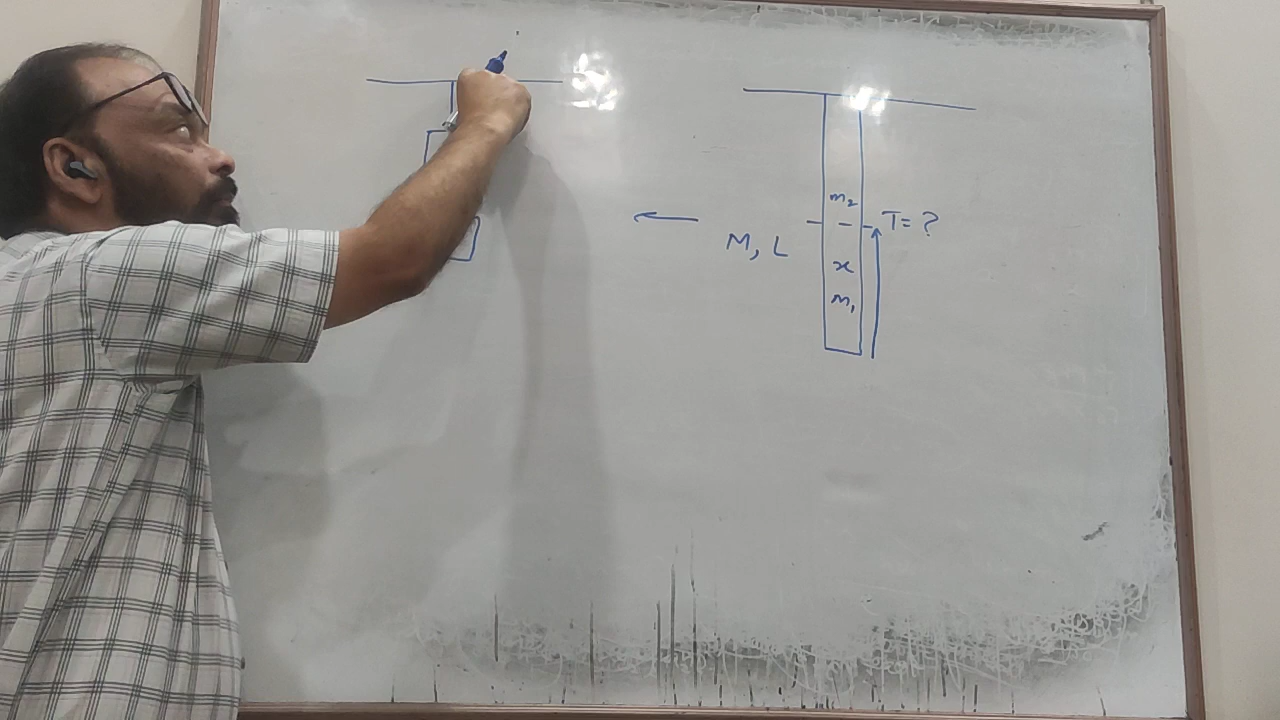 m₂
T = ?
M, L
x
m₁